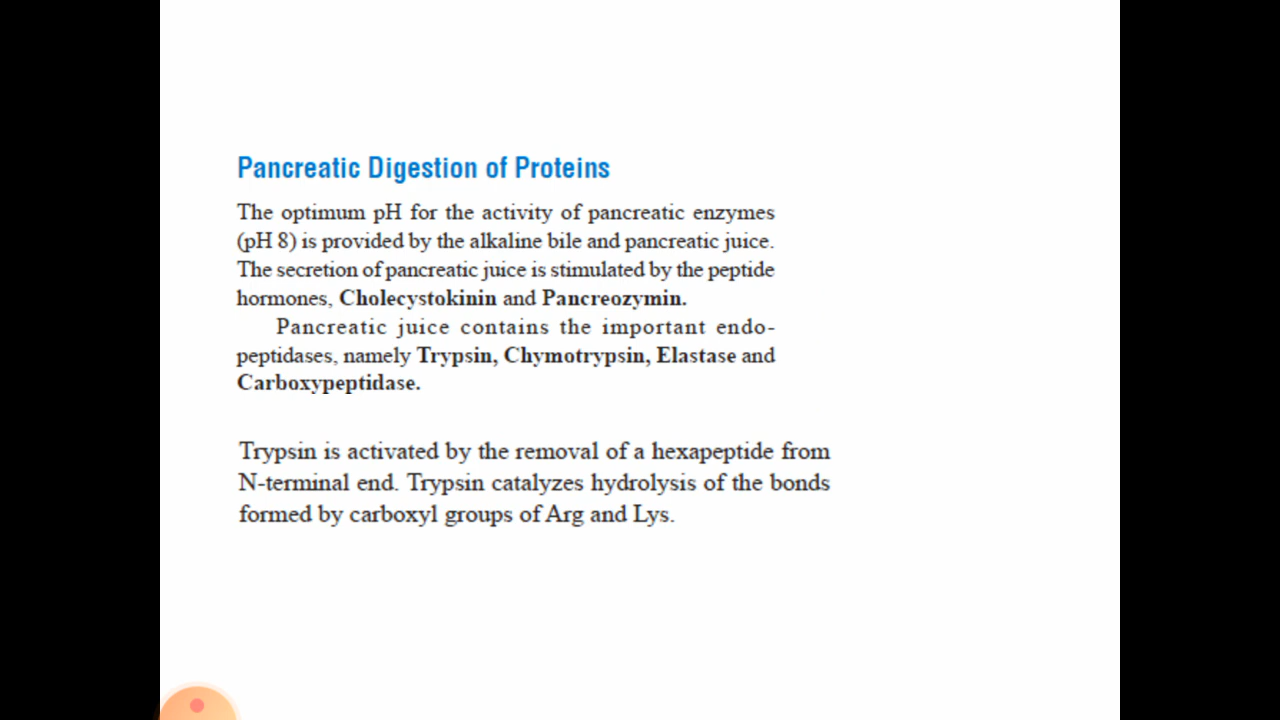 Pancreatic Digestion of Proteins
The optimum pH for the activity of pancreatic enzymes
(pH 8) is provided by the alkaline bile and pancreatic juice.
The secretion of pancreatic juice is stimulated by the peptide
hormones, Cholecystokinin and Pancreozymin.
Pancreatic juice contains the important endo-
peptidases, namely Trypsin, Chymotrypsin, Elastase and
Carboxypeptidase.
Trypsin is activated by the removal of a hexapeptide from
N-terminal end. Trypsin catalyzes hydrolysis of the bonds
formed by carboxyl groups of Arg and Lys.